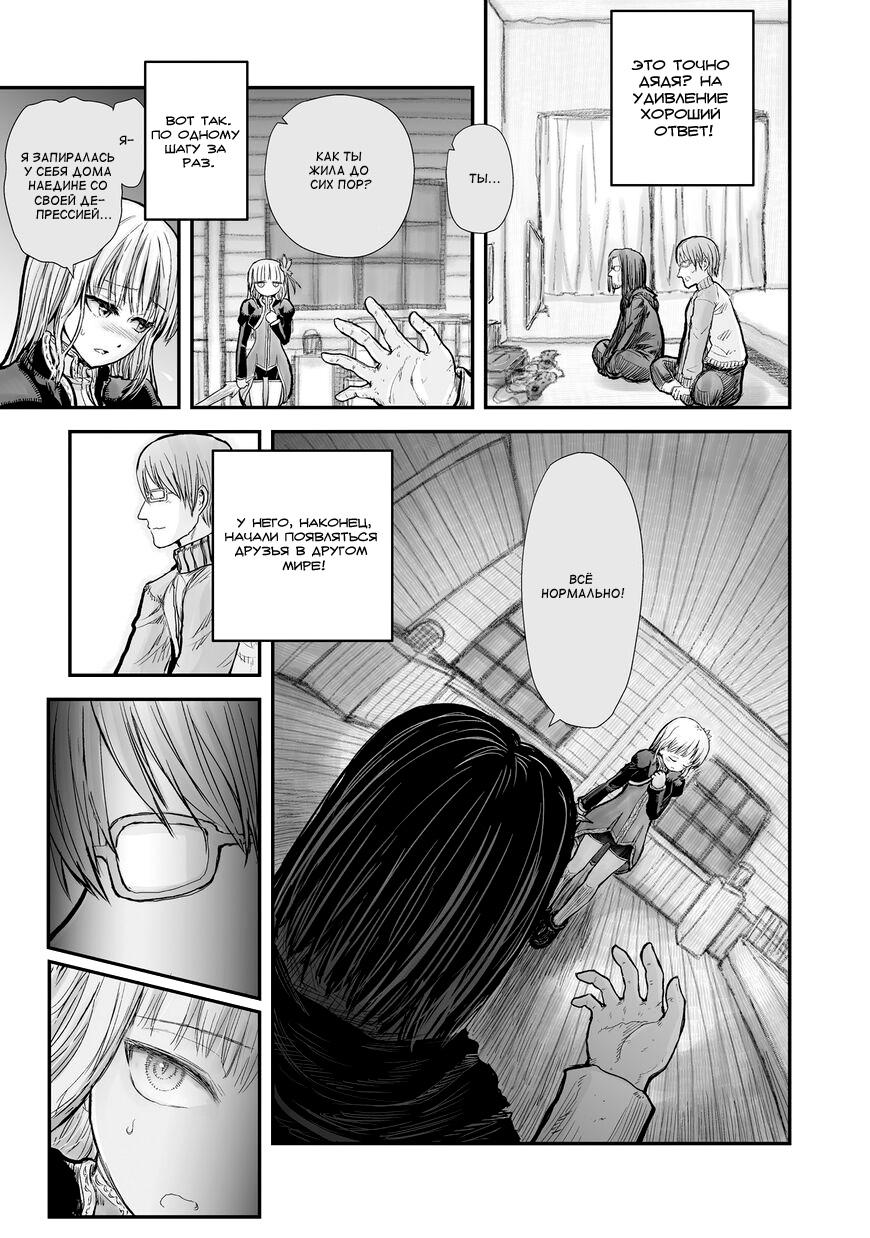 ЭТО ТОЧНО
ДЯДЯ? НА
УДИВЛЕНИЕ
ХОРОШИЙ
ОТВЕТ!
ТЫ...
КАК ТЫ
ЖИЛА ДО
СИХ ПОР?
ВОТ ТАК.
ПО ОДНОМУ
ШАГУ ЗА
РАЗ.
Я-
Я ЗАПИРАЛАСЬ
У СЕБЯ ДОМА
НАЕДИНЕ СО
СВОЕЙ ДЕ-
ПРЕССИЕЙ...
ВСЁ
НОРМАЛЬНО!
У НЕГО, НАКОНЕЦ,
НАЧАЛИ ПОЯВЛЯТЬСЯ
ДРУЗЬЯ В ДРУГОМ
МИРЕ!